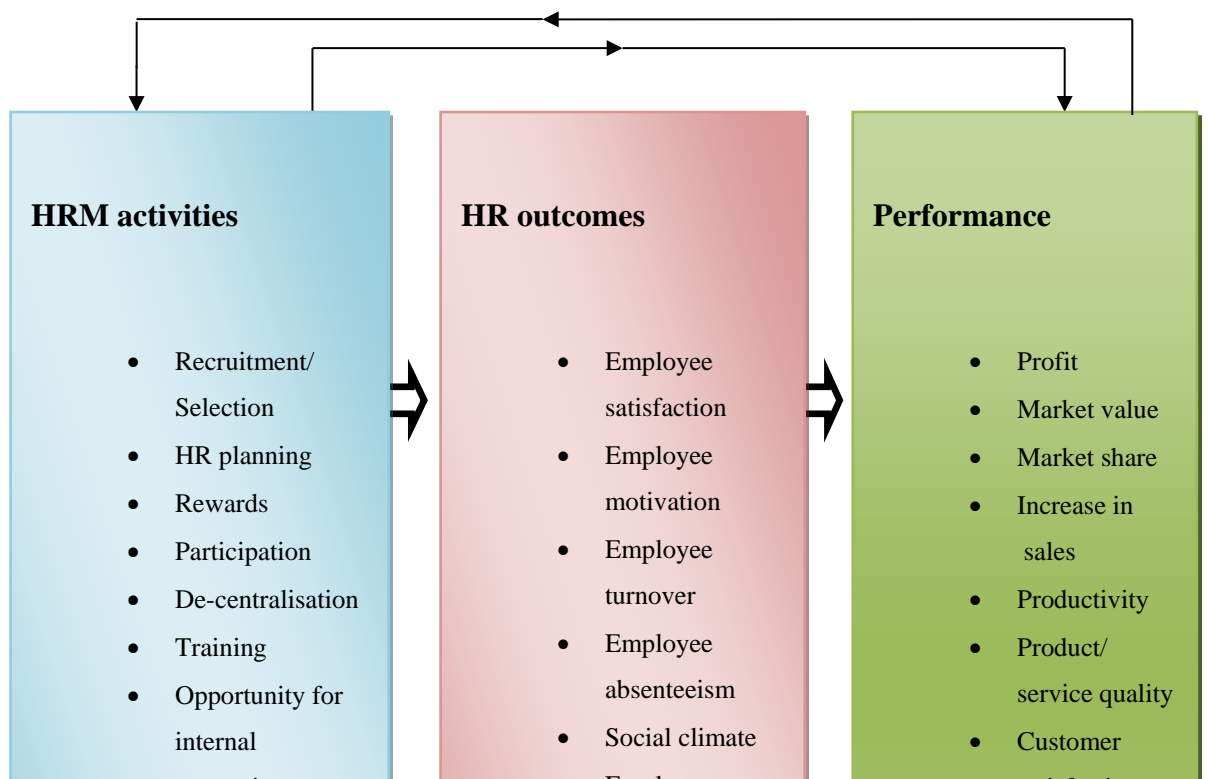 HRM activities
Recruitment/
Selection
HR planning
Rewards
Participation
De-centralisation
Training
Opportunity for
internal
HR outcomes
Employee
satisfaction
Employee
motivation
Employee
turnover
Employee
absenteeism
Social climate
Performance
Profit
Market value
Market share
Increase in
sales
Productivity
Product/
service quality
Customer